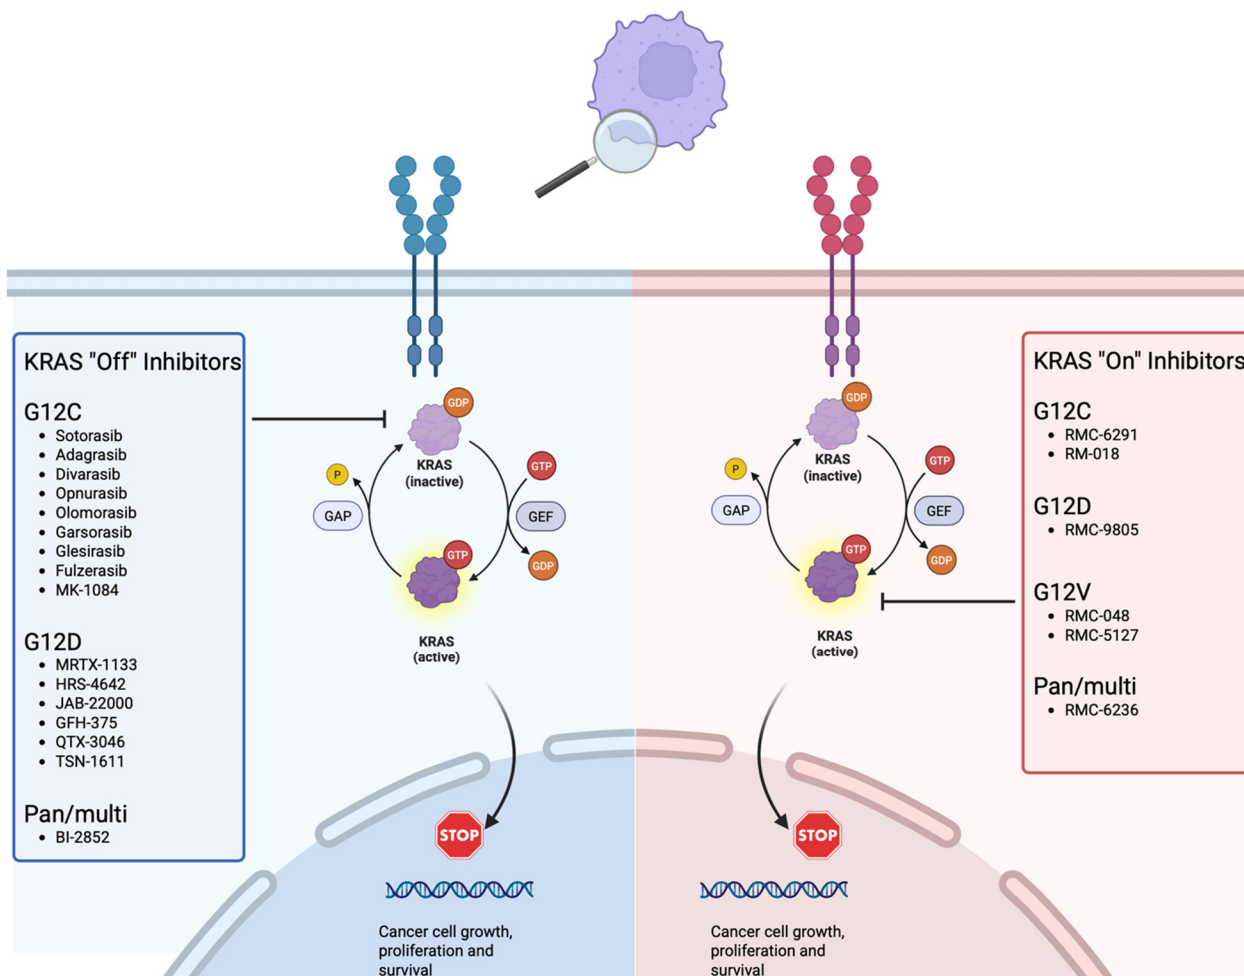 KRAS "Off" Inhibitors
G12C
• Sotorasib
• Adagrasib
• Divarasib
• Opnurasib
• Olomorasib
• Garsorasib
• Glesirasib
• Fulzerasib
• MK-1084
G12D
• MRTX-1133
• HRS-4642
• JAB-22000
• GFH-375
• QTX-3046
• TSN-1611
Pan/multi
• BI-2852
GDP
KRAS
(inactive)
P
GTP
GAP
GEF
GTP
GDP
KRAS
(active)
STOP
Cancer cell growth,
proliferation and
survival
GDP
KRAS
(inactive)
P
GTP
GAP
GEF
GTP
GDP
KRAS
(active)
STOP
Cancer cell growth,
proliferation and
survival
KRAS "On" Inhibitors
G12C
• RMC-6291
• RM-018
G12D
• RMC-9805
G12V
• RMC-048
• RMC-5127
Pan/multi
• RMC-6236